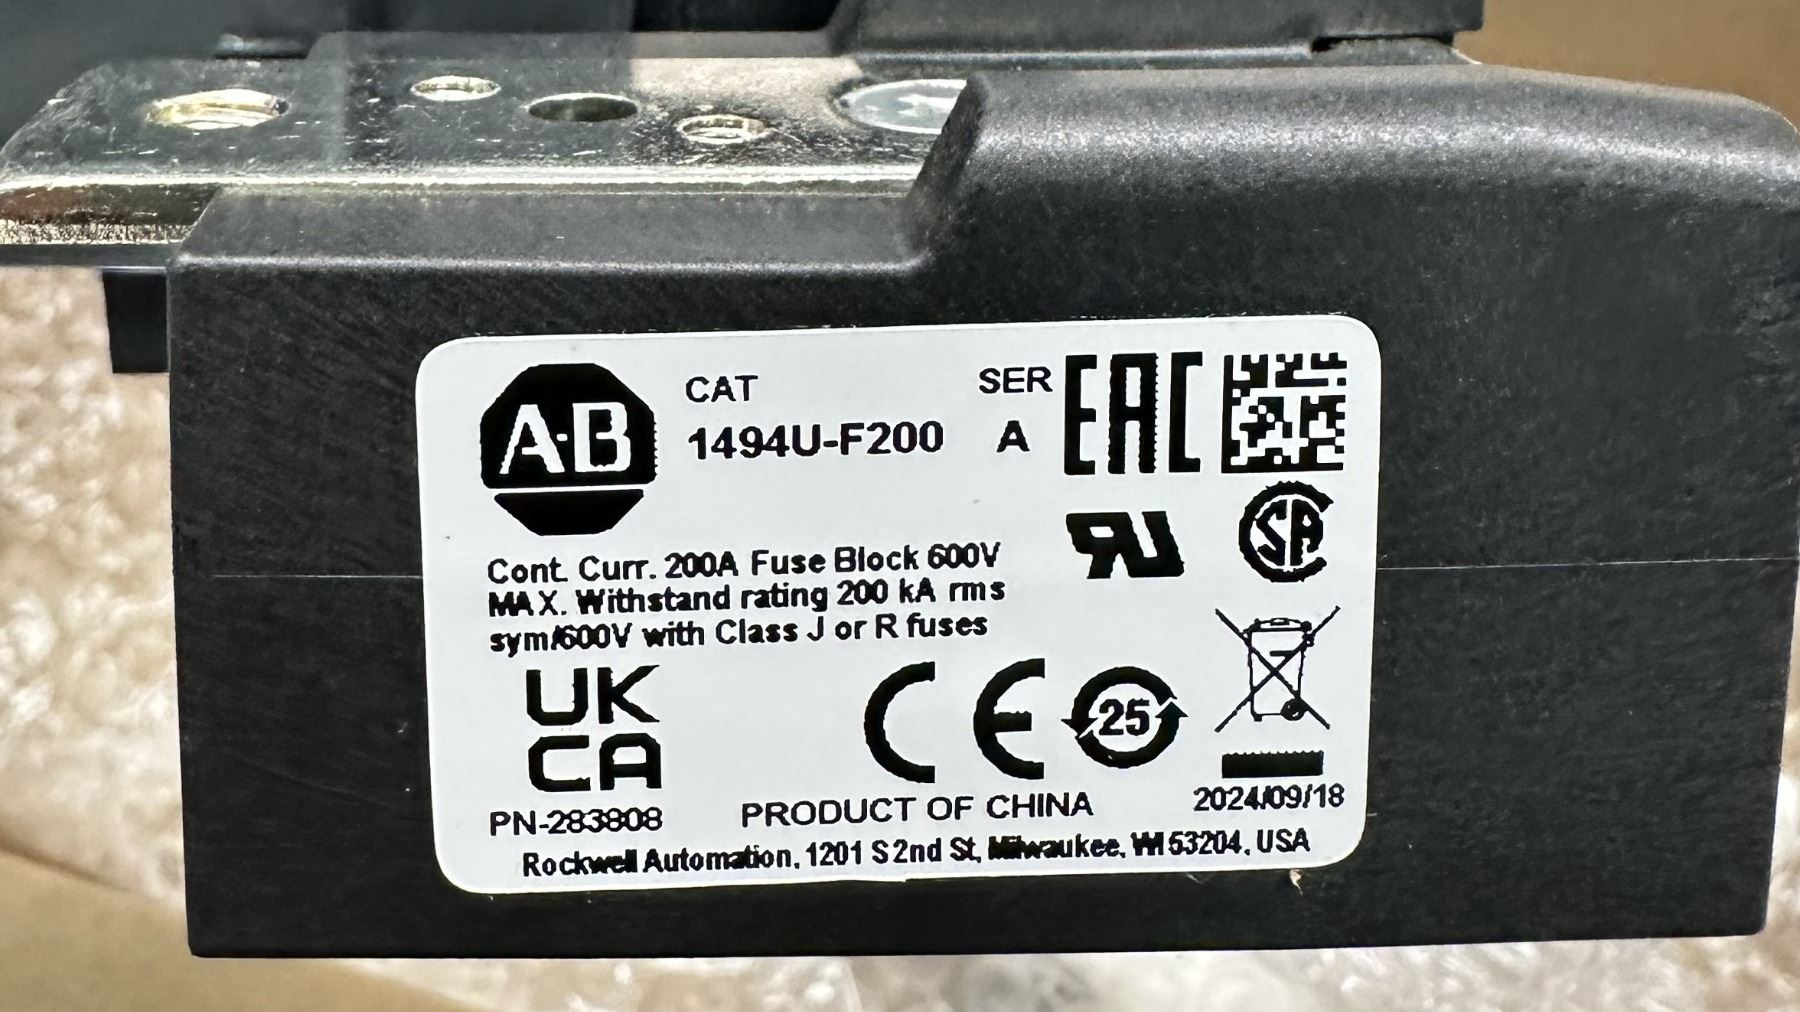 A-B
CAT SER
1494U-F200 A
EAC
Cont. Curr. 200A Fuse Block 600V
MAX. Withstand rating 200 kA rms
sym/600V with Class J or R fuses
RU
SA
UK
CA
CE
25
PN-283808
PRODUCT OF CHINA
2024/09/18
Rockwell Automation, 1201 S 2nd St, Milwaukee, WI 53204, USA